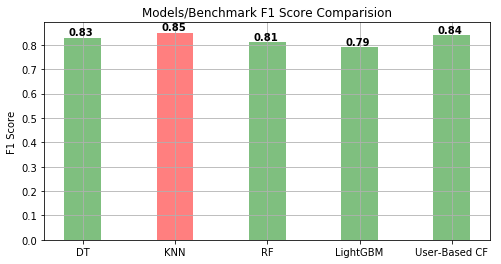 Models/Benchmark F1 Score Comparision
0.83
0.85
0.81
0.79
0.84
F1 Score
0.8
0.7
0.6
0.5
0.4
0.3
0.2
0.1
0.0
DT
KNN
RF
LightGBM
User-Based CF